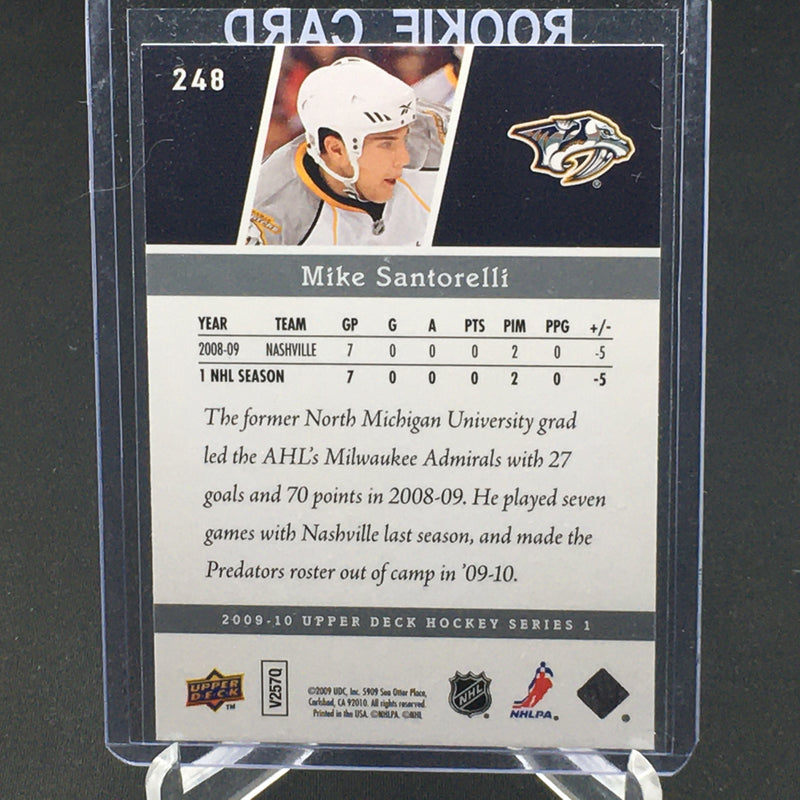 ROOKIE CARD
248
Mike Santorelli
YEAR TEAM GP G A PTS PIM PPG +/-
2008-09 NASHVILLE 7 0 0 0 2 0 -5
1 NHL SEASON 7 0 0 0 2 0 -5
The former North Michigan University grad
led the AHL's Milwaukee Admirals with 27
goals and 70 points in 2008-09. He played seven
games with Nashville last season, and made the
Predators roster out of camp in '09-10.
2009-10 UPPER DECK HOCKEY SERIES 1
UPPER DECK TM
V257Q
©2009 UDC, Inc. 5909 Sea Otter Place,
Carlsbad, CA 92010. All rights reserved.
Printed in the USA. ©NHLPA. ©NHL
NHL
NHLPA.